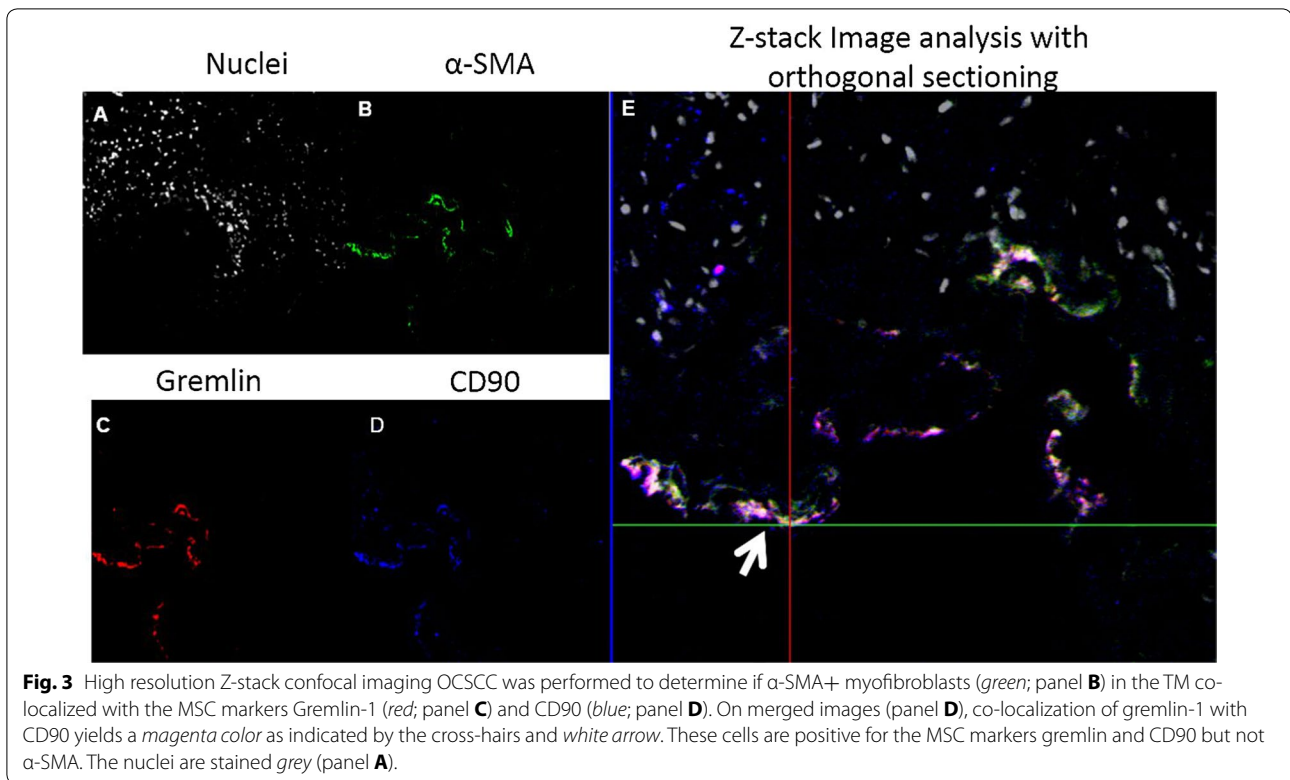 Nuclei
α-SMA
Z-stack Image analysis with
orthogonal sectioning
A
B
E
Gremlin
CD90
C
D
Fig. 3 High resolution Z-stack confocal imaging OCSCC was performed to determine if α-SMA+ myofibroblasts (green; panel B) in the TM co-
localized with the MSC markers Gremlin-1 (red; panel C) and CD90 (blue; panel D). On merged images (panel D), co-localization of gremlin-1 with
CD90 yields a magenta color as indicated by the cross-hairs and white arrow. These cells are positive for the MSC markers gremlin and CD90 but not
α-SMA. The nuclei are stained grey (panel A).